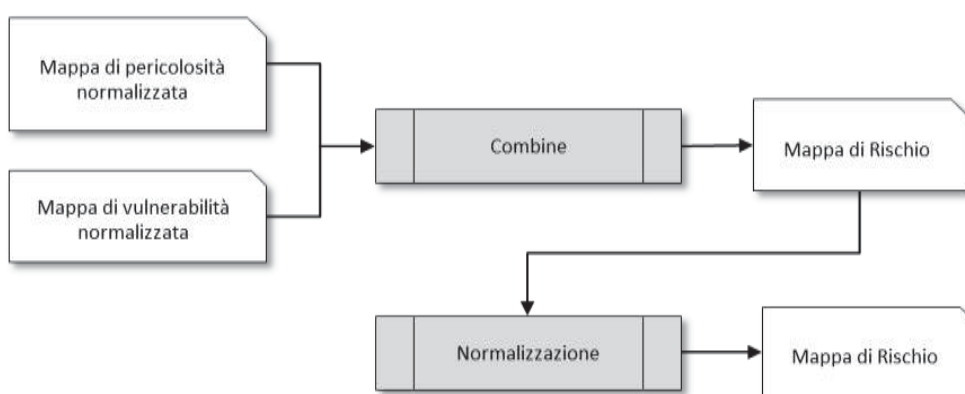 Mappa di pericolosità
normalizzata
Combine
Mappa di Rischio
Mappa di vulnerabilità
normalizzata
Normalizzazione
Mappa di Rischio